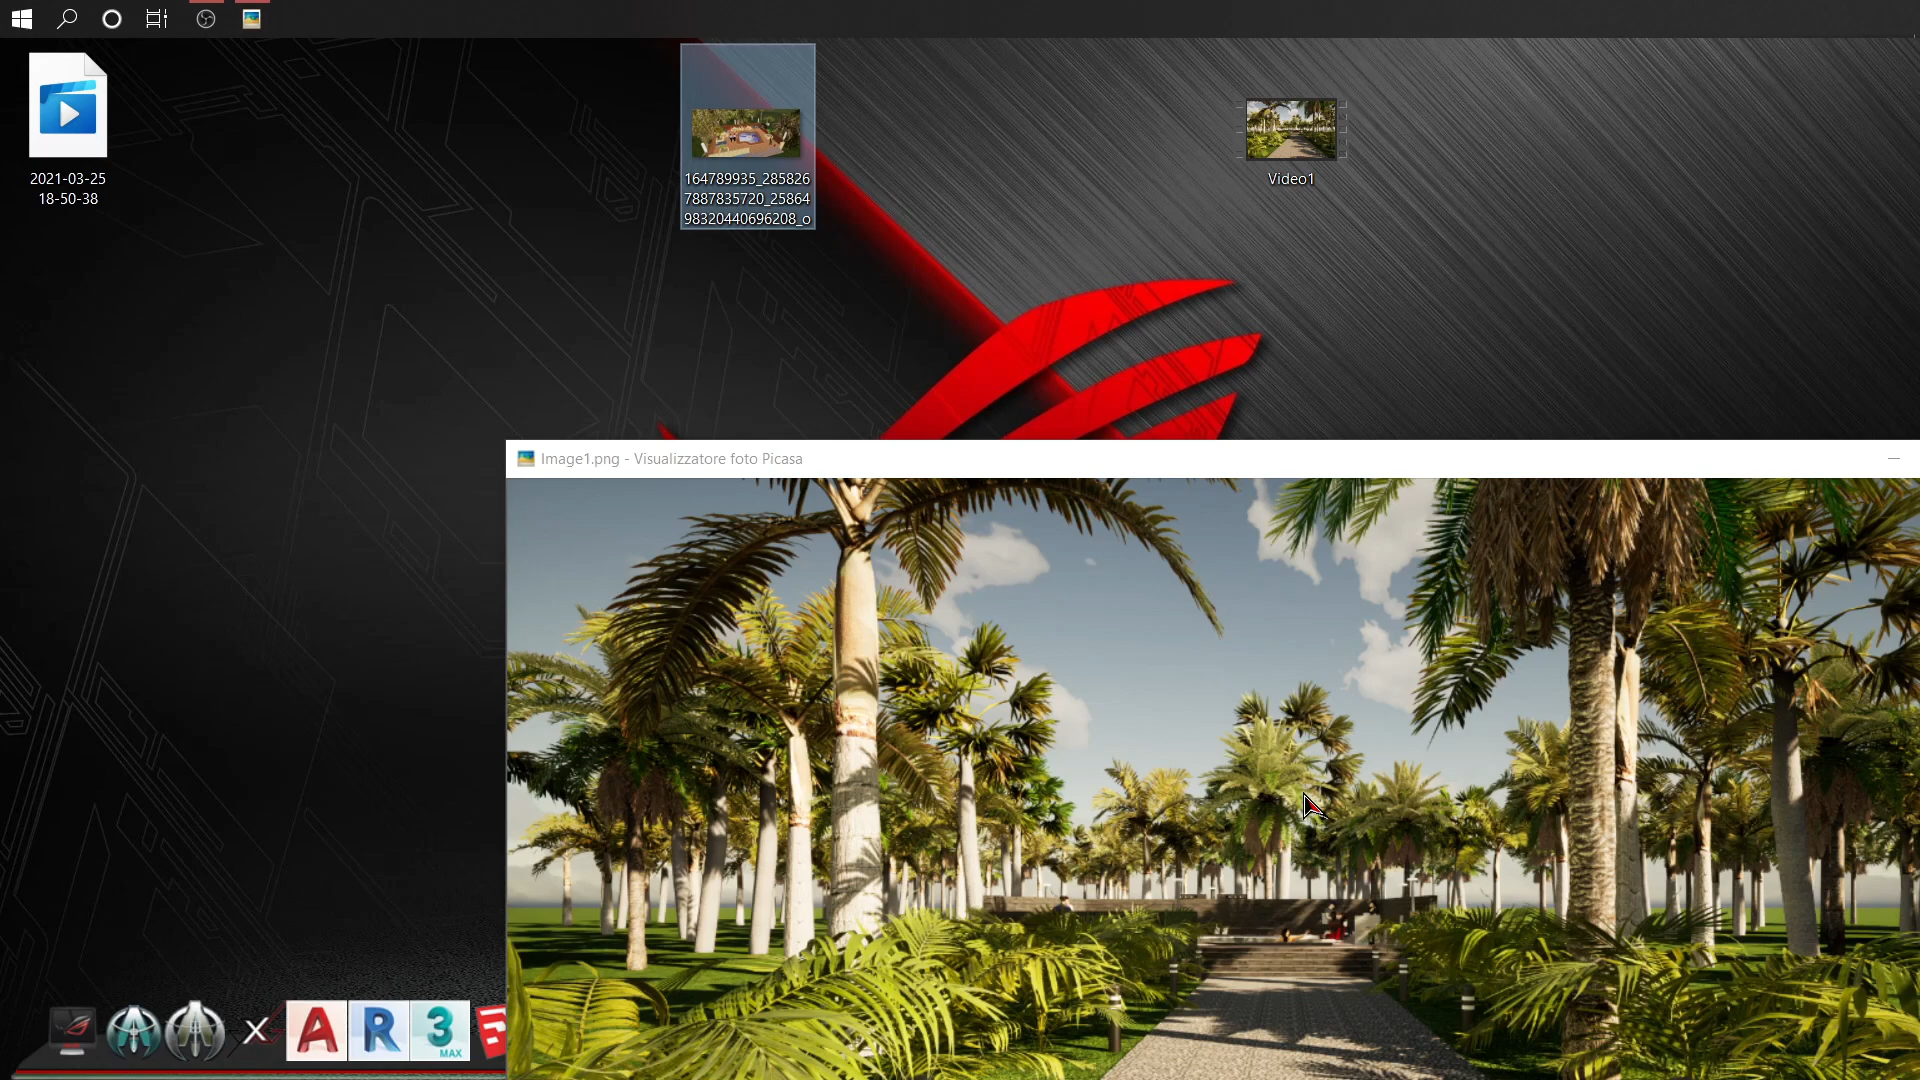 2021-03-25
18-50-38
164789935_285826
7887835720_25864
98320440696208_o
Video1
Image1.png - Visualizzatore foto Picasa
X
A
R
3
MAX